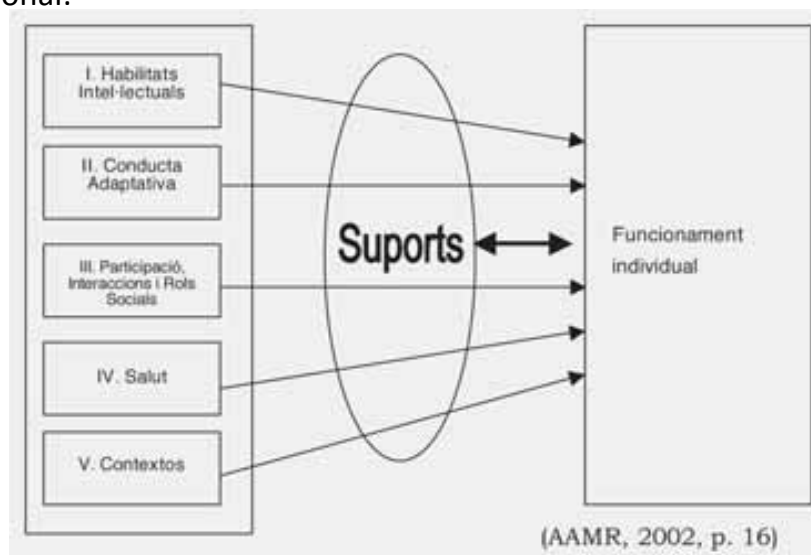 I. Habilitats
Intel·lectuals
II. Conducta
Adaptativa
III. Participació,
Interaccions i Rols
Socials
IV. Salut
V. Contextos
Suports
Funcionament
individual
(AAMR, 2002, p. 16)